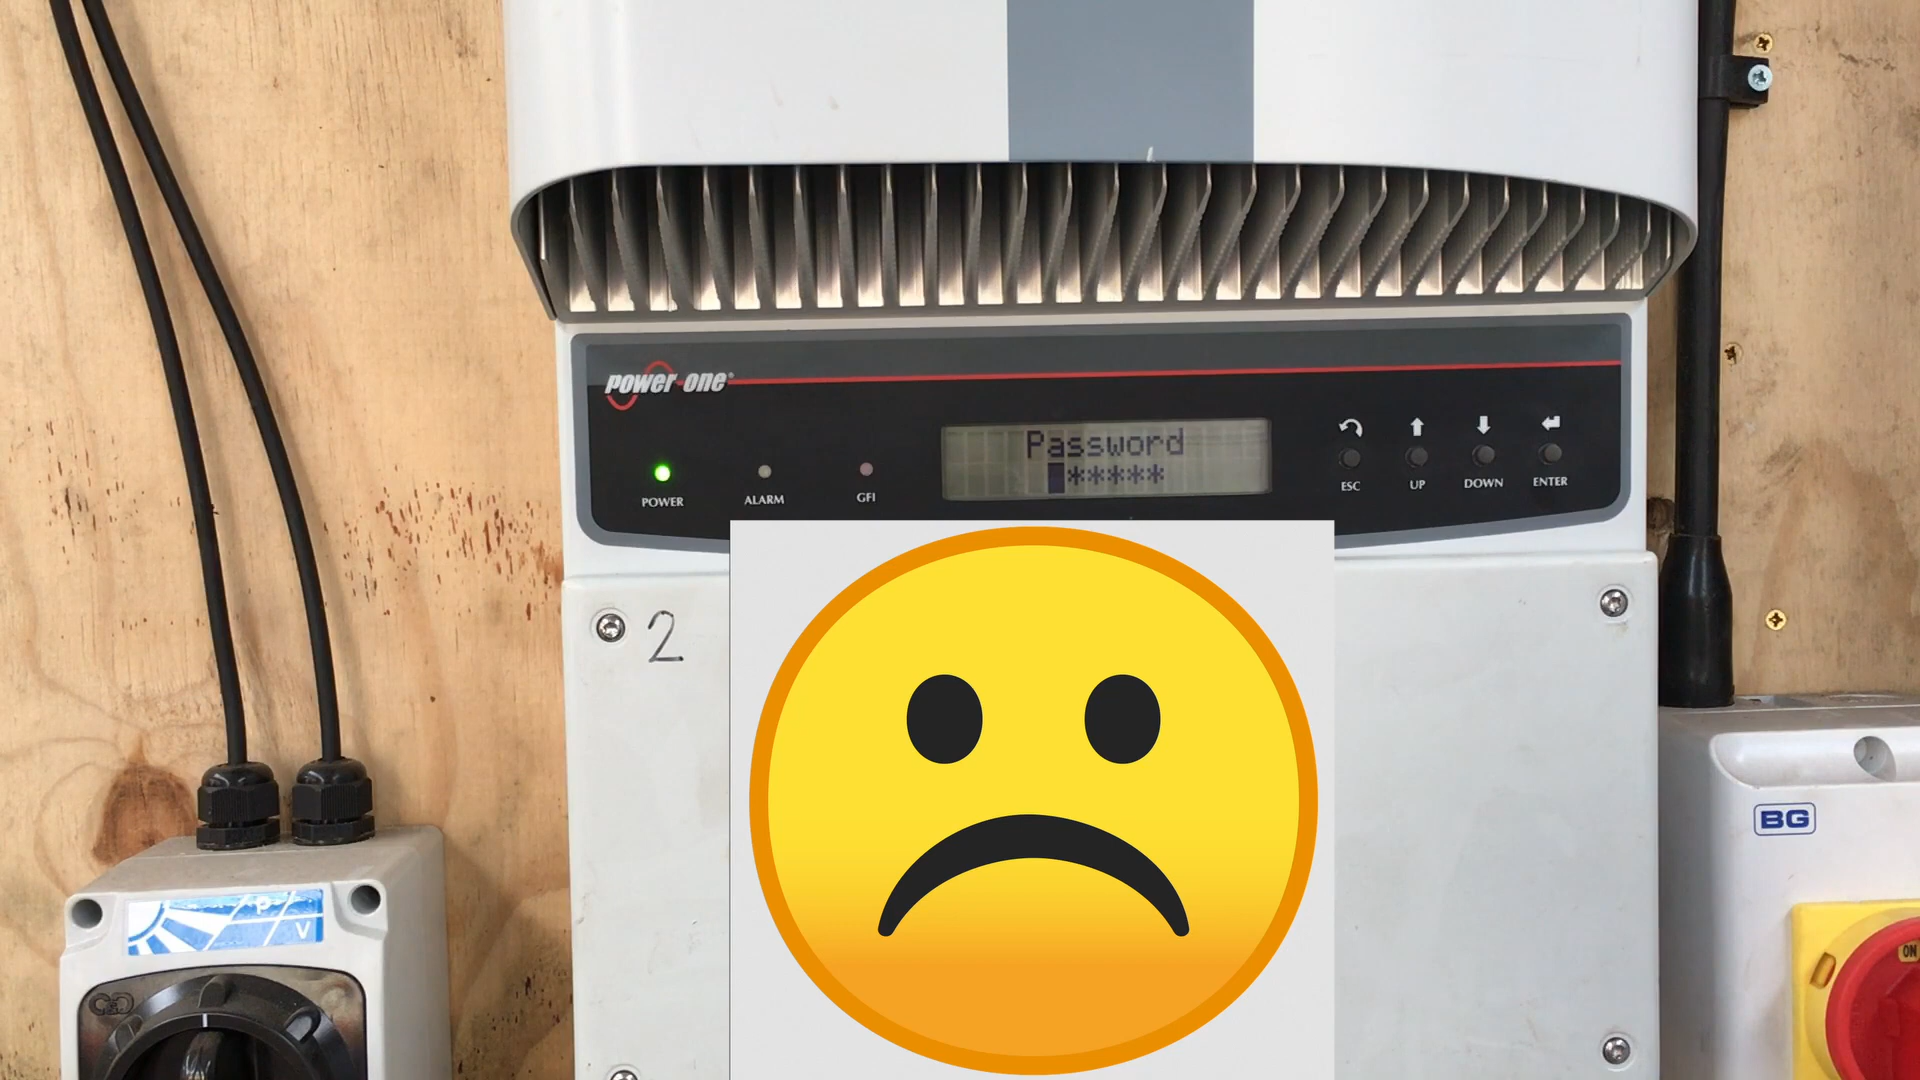 power-one®
Password
*****
POWER
ALARM
GFI
ESC
UP
DOWN
ENTER
2
BG
P
V
ON